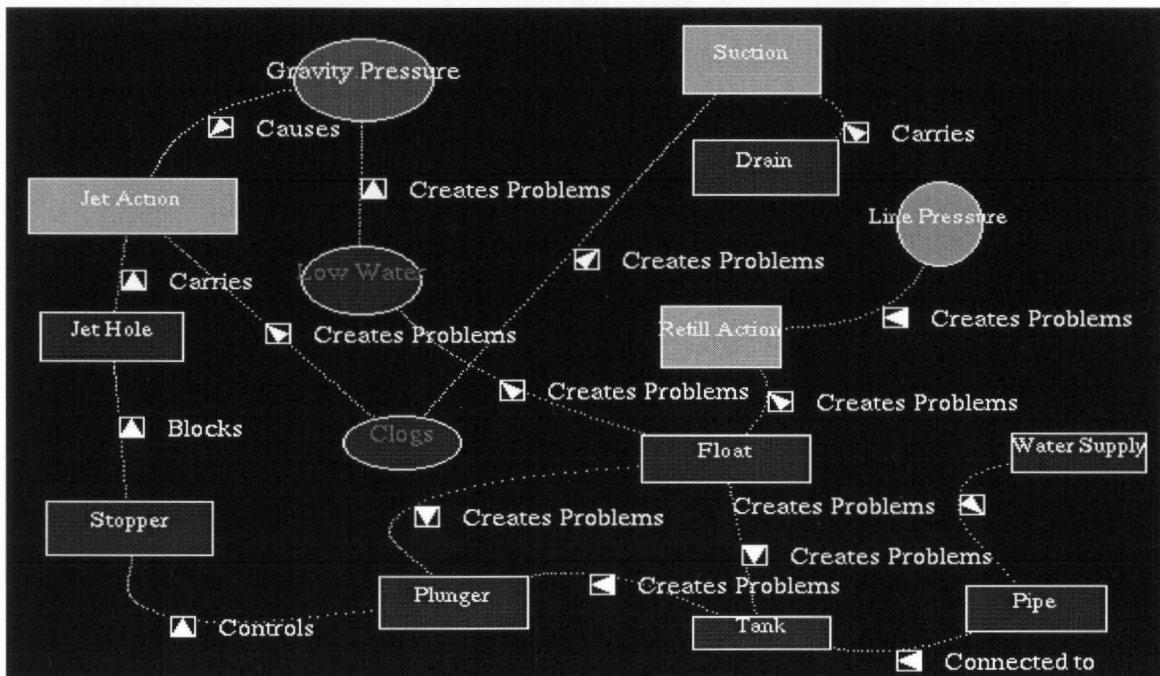 Gravity Pressure
Suction
Causes
Carries
Drain
Creates Problems
Jet Action
Line Pressure
Low Water
Creates Problems
Carries
Jet Hole
Creates Problems
Refill Action
Creates Problems
Creates Problems
Creates Problems
Blocks
Clogs
Float
Water Supply
Stopper
Creates Problems
Creates Problems
Creates Problems
Plunger
Creates Problems
Pipe
Controls
Tank
Connected to